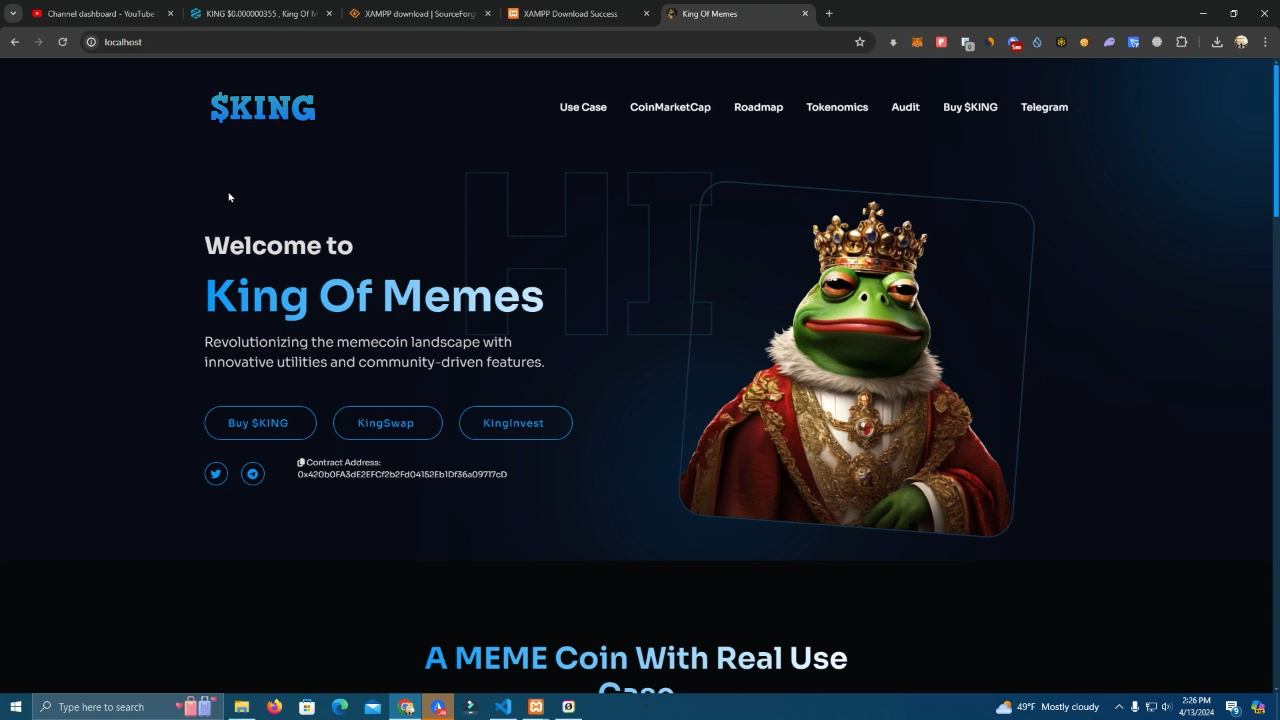 Channel dashboard - YouTube
KING $0.000000355 , King Of M
XAMPP download | SourceForg
XAMPP Download Success
King Of Memes
localhost
5m
$KING
Use Case
CoinMarketCap
Roadmap
Tokenomics
Audit
Buy $KING
Telegram
HI
Welcome to
King Of Memes
Revolutionizing the memecoin landscape with
innovative utilities and community-driven features.
Buy $KING
KingSwap
KingInvest
Contract Address:
0x420b0FA3dE2EFCf2b2Fd04152Eb1Df36a09717cD
A MEME Coin With Real Use
Case
Type here to search
49°F Mostly cloudy
2:26 PM
4/13/2024